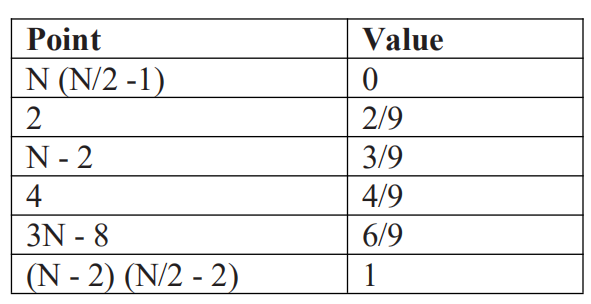 Point Value
N (N/2 -1) 0
2 2/9
N - 2 3/9
4 4/9
3N - 8 6/9
(N - 2) (N/2 - 2) 1